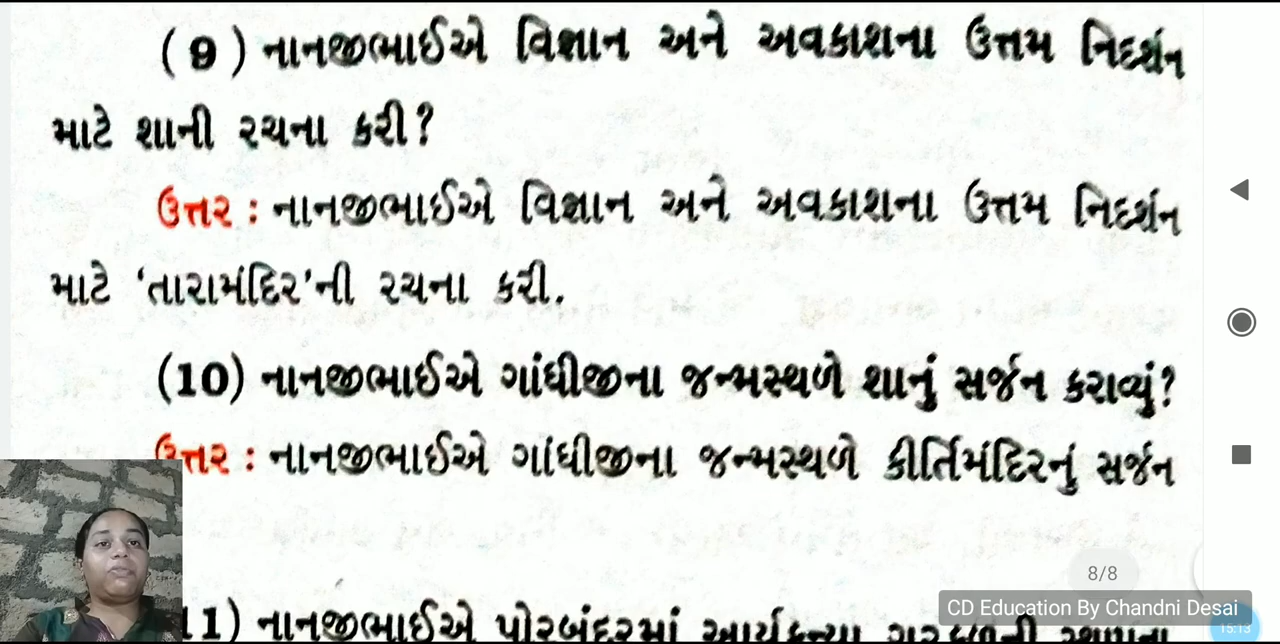 (9) નાનજીભાઈએ વિજ્ઞાન અને અવકાશના ઉત્તમ નિદર્શન
માટે શાની રચના કરી?
ઉત્તર : નાનજીભાઈએ વિજ્ઞાન અને અવકાશના ઉત્તમ નિદર્શન
માટે ‘તારામંદિર’ની રચના કરી.
(10) નાનજીભાઈએ ગાંધીજીના જન્મસ્થળે શાનું સર્જન કરાવ્યું?
ઉત્તર : નાનજીભાઈએ ગાંધીજીના જન્મસ્થળે કીર્તિમંદિરનું સર્જન
8/8
CD Education By Chandni Desai
15:13
11) નાનજીભાઈએ પોરબંદરમાં